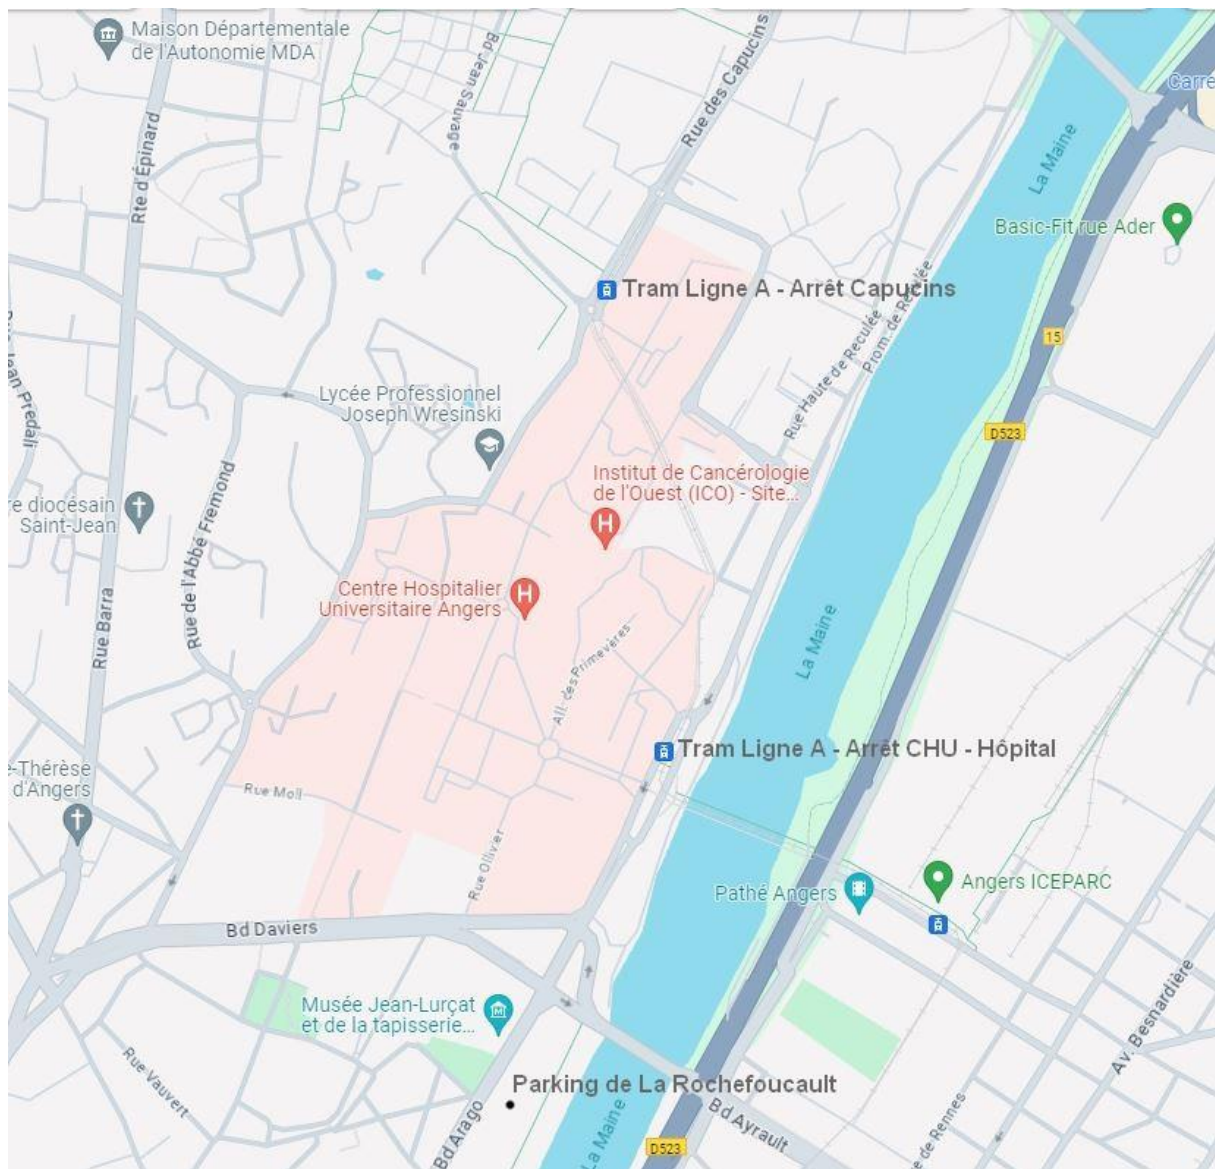 Maison Départementale
de l'Autonomie MDA
Bd Jean Sauvage
Rue des Capucins
Carre
La Maine
Rte d'Épinard
Basic-Fit rue Ader
Tram Ligne A - Arrêt Capucins
15
Rue Haute de Reculée
Prom. de Reculée
Jean Predali
Lycée Professionnel
Joseph Wresinski
D523
Institut de Cancérologie
de l'Ouest (ICO) - Site...
re diocésain
Saint-Jean
Rue de l'Abbé Fremond
Centre Hospitalier
Universitaire Angers
Rue Barra
La Maine
All. des Primevères
Tram Ligne A - Arrêt CHU - Hôpital
e-Thérèse
d'Angers
Rue Moll
Rue Ollivier
Pathé Angers
Angers ICEPARC
Bd Daviers
Musée Jean-Lurçat
et de la tapisserie...
Av. Besnardière
Rue Vauvert
Parking de La Rochefoucault
Bd Arago
La Maine
Bd Ayrault
e de Rennes
D523